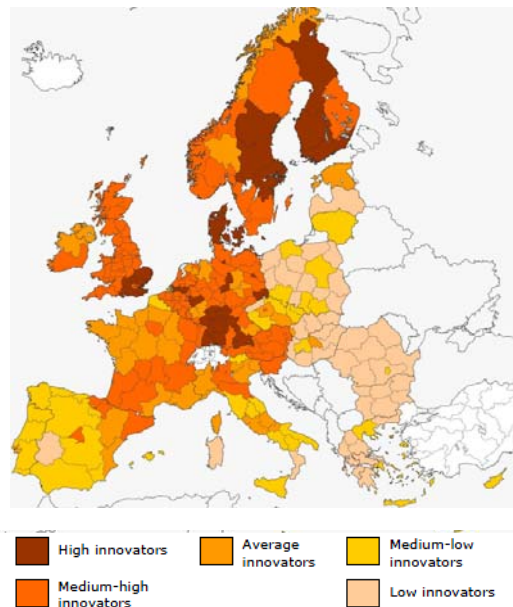 High innovators
Average
innovators
Medium-low
innovators
Medium-high
innovators
Low innovators